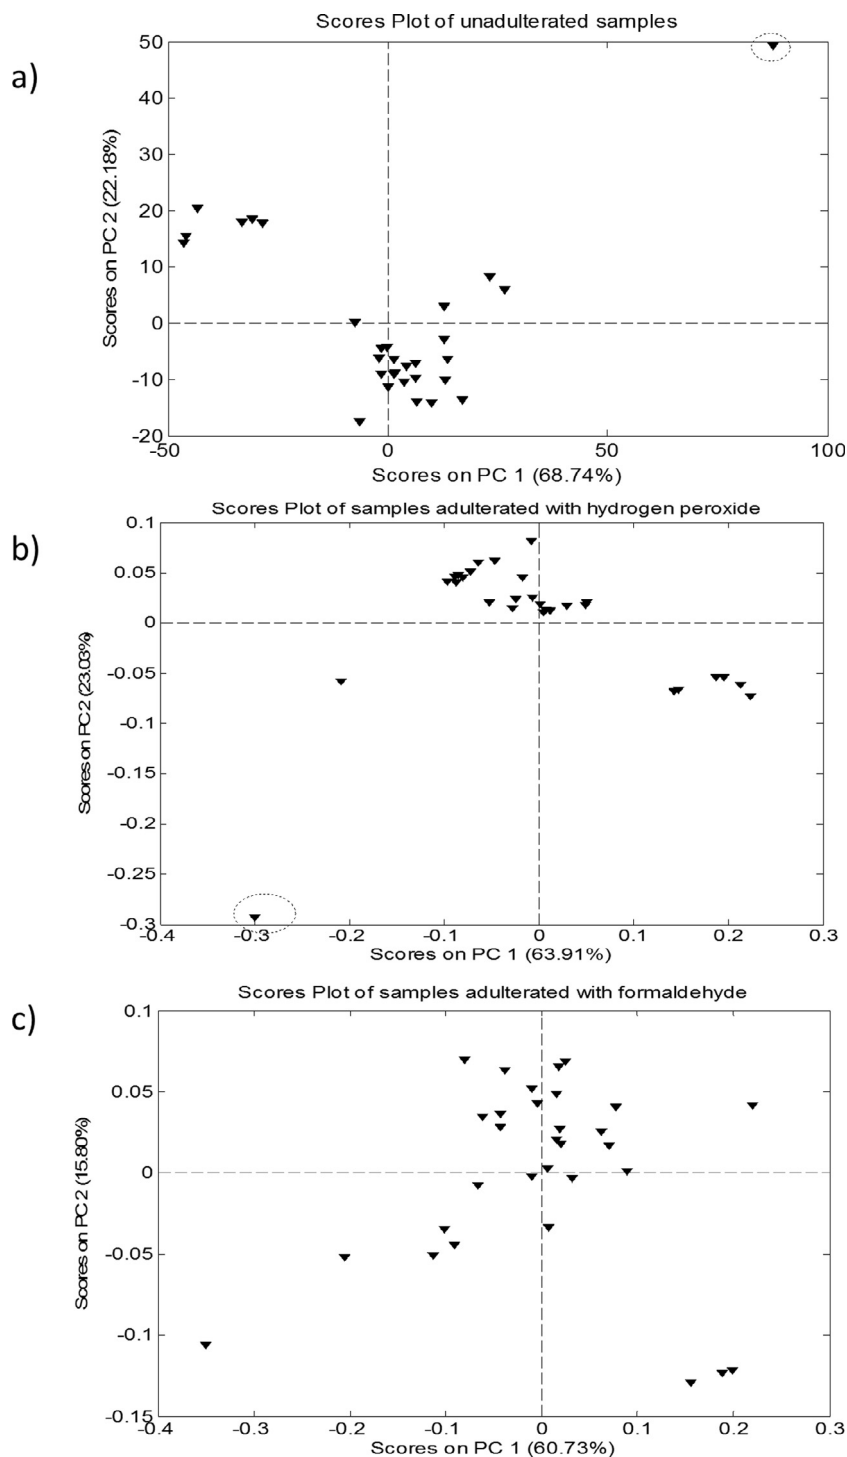 Scores Plot of unadulterated samples
a)
50
40
30
20
10
0
-10
-20
Scores on PC 2 (22.18%)
-50 0 50 100
Scores on PC 1 (68.74%)
Scores Plot of samples adulterated with hydrogen peroxide
b)
0.1
0.05
0
-0.05
-0.1
-0.15
-0.2
-0.25
-0.3
Scores on PC 2 (23.03%)
-0.4 -0.3 -0.2 -0.1 0 0.1 0.2 0.3
Scores on PC 1 (63.91%)
Scores Plot of samples adulterated with formaldehyde
c)
0.1
0.05
0
-0.05
-0.1
-0.15
Scores on PC 2 (15.80%)
-0.4 -0.3 -0.2 -0.1 0 0.1 0.2 0.3
Scores on PC 1 (60.73%)